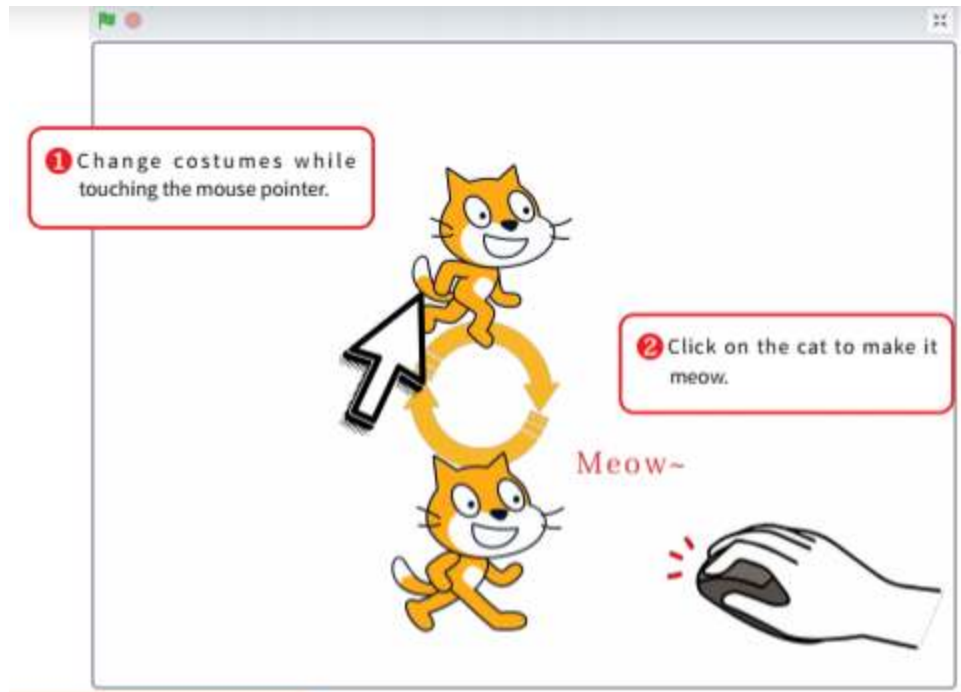 ❶Change costumes while
touching the mouse pointer.
❷Click on the cat to make it
meow.
Meow~